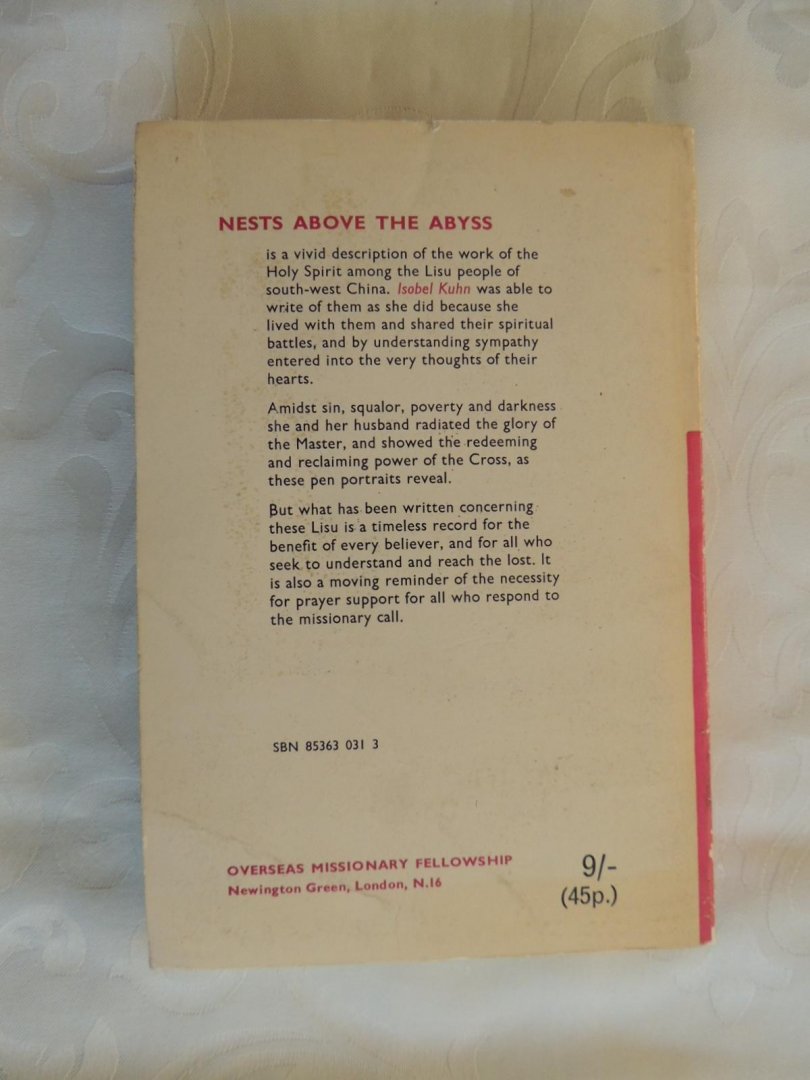 NESTS ABOVE THE ABYSS
is a vivid description of the work of the
Holy Spirit among the Lisu people of
south-west China. Isobel Kuhn was able to
write of them as she did because she
lived with them and shared their spiritual
battles, and by understanding sympathy
entered into the very thoughts of their
hearts.
Amidst sin, squalor, poverty and darkness
she and her husband radiated the glory of
the Master, and showed the redeeming
and reclaiming power of the Cross, as
these pen portraits reveal.
But what has been written concerning
these Lisu is a timeless record for the
benefit of every believer, and for all who
seek to understand and reach the lost. It
is also a moving reminder of the necessity
for prayer support for all who respond to
the missionary call.
SBN 85363 031 3
OVERSEAS MISSIONARY FELLOWSHIP
Newington Green, London, N.16
9/-
(45p.)